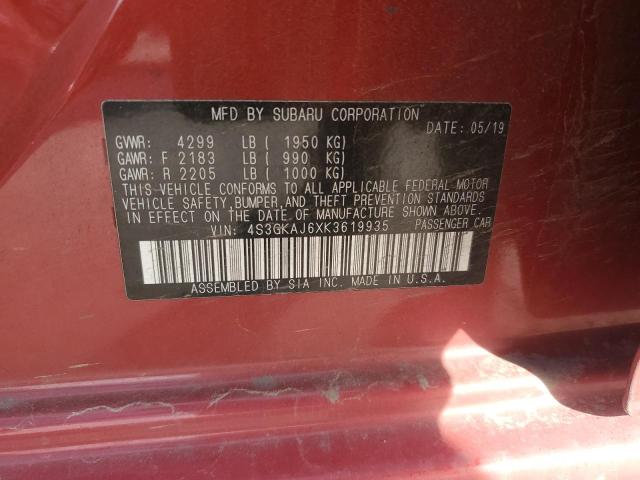 MFD BY SUBARU CORPORATION
DATE: 05/19
GVWR: 4299 LB ( 1950 KG)
GAWR: F 2183 LB ( 990 KG)
GAWR: R 2205 LB ( 1000 KG)
THIS VEHICLE CONFORMS TO ALL APPLICABLE FEDERAL MOTOR
VEHICLE SAFETY, BUMPER, AND THEFT PREVENTION STANDARDS
IN EFFECT ON THE DATE OF MANUFACTURE SHOWN ABOVE.
VIN: 4S3GKAJ6XK3619935 PASSENGER CAR
ASSEMBLED BY SIA INC. MADE IN U.S.A.